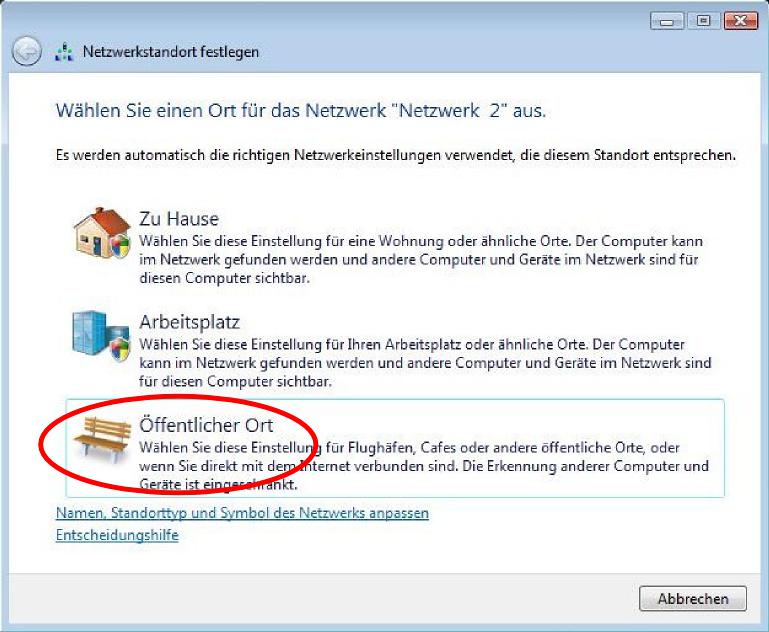 Netzwerkstandort festlegen
Wählen Sie einen Ort für das Netzwerk "Netzwerk 2" aus.
Es werden automatisch die richtigen Netzwerkeinstellungen verwendet, die diesem Standort entsprechen.
Zu Hause
Wählen Sie diese Einstellung für eine Wohnung oder ähnliche Orte. Der Computer kann
im Netzwerk gefunden werden und andere Computer und Geräte im Netzwerk sind für
diesen Computer sichtbar.
Arbeitsplatz
Wählen Sie diese Einstellung für Ihren Arbeitsplatz oder ähnliche Orte. Der Computer
kann im Netzwerk gefunden werden und andere Computer und Geräte im Netzwerk sind
für diesen Computer sichtbar.
Öffentlicher Ort
Wählen Sie diese Einstellung für Flughäfen, Cafes oder andere öffentliche Orte, oder
wenn Sie direkt mit dem Internet verbunden sind. Die Erkennung anderer Computer und
Geräte ist eingeschränkt.
Namen, Standorttyp und Symbol des Netzwerks anpassen
Entscheidungshilfe
Abbrechen